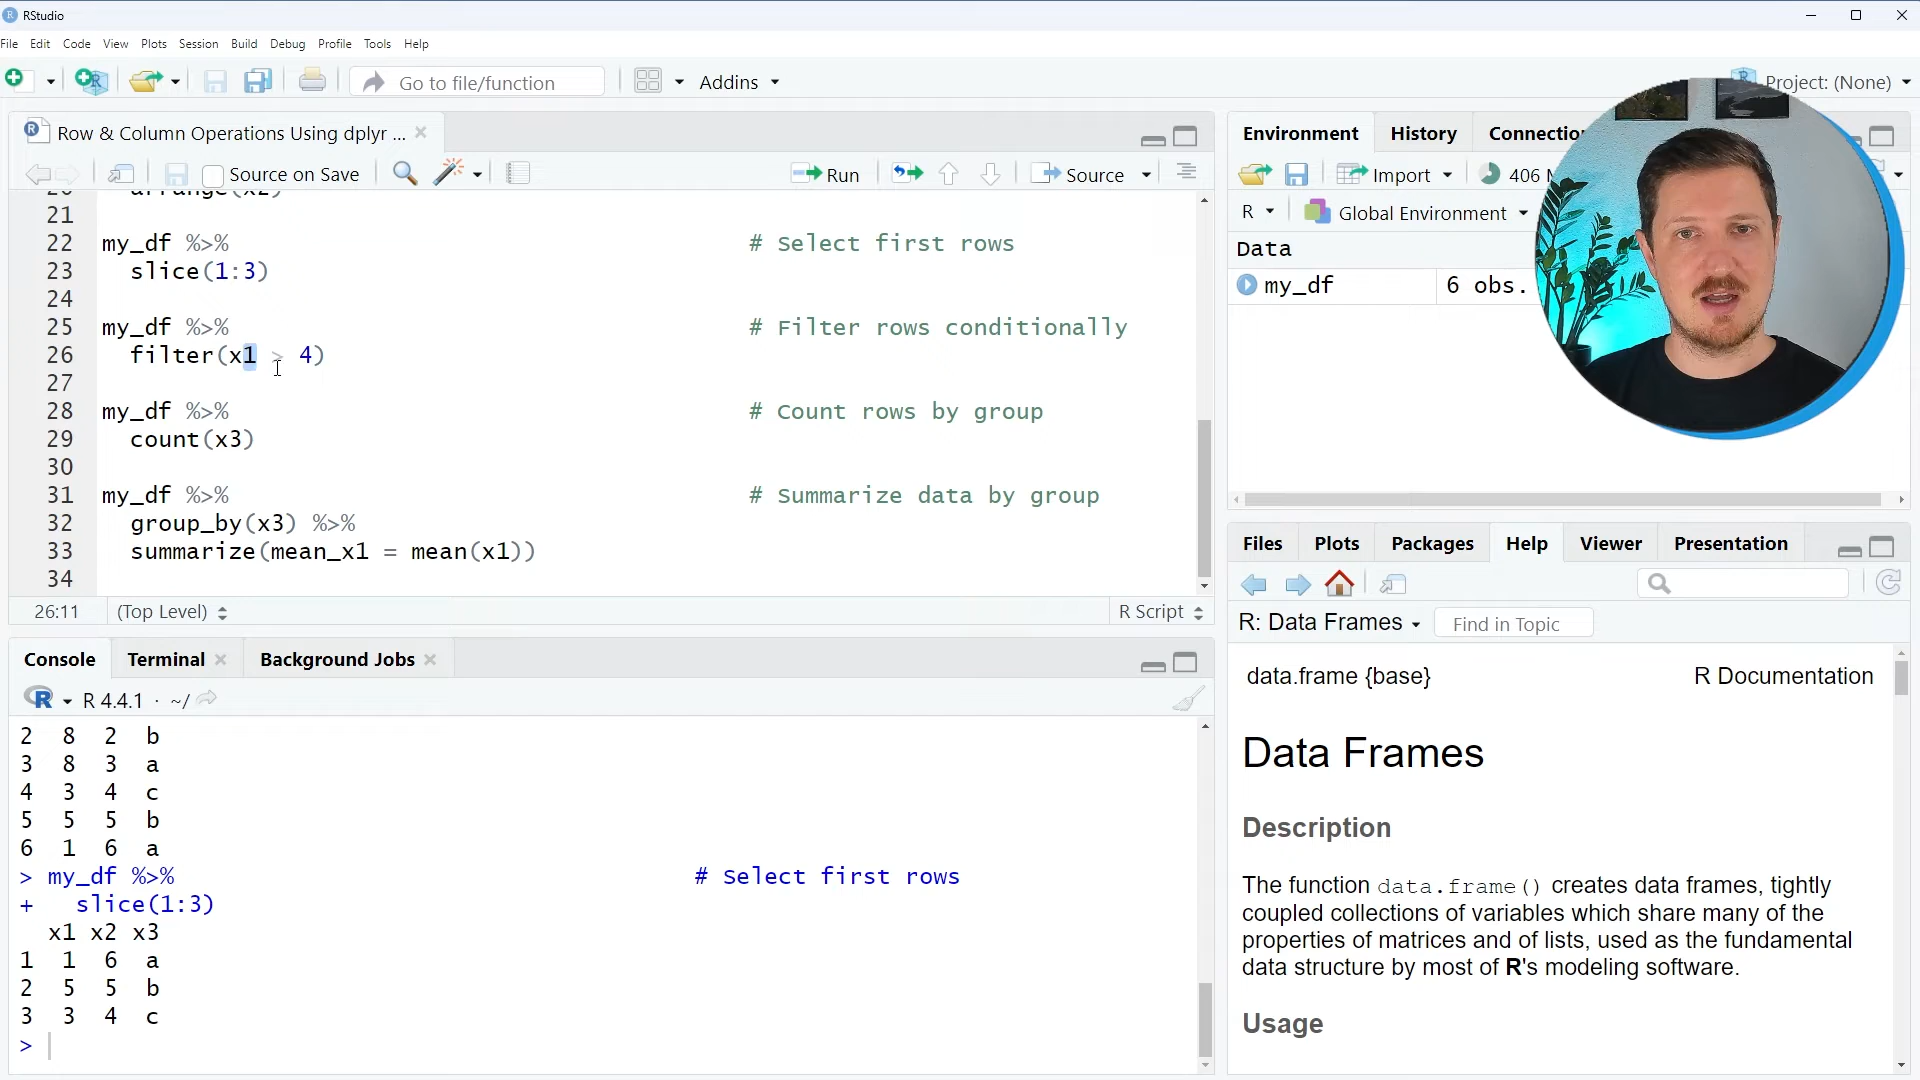 RStudio
File Edit Code View Plots Session Build Debug Profile Tools Help
Go to file/function
Addins
Project: (None)
Row & Column Operations Using dplyr ...
Source on Save
Run
Source
20 arrange(x2)
21
22 my_df %>% # Select first rows
23 slice(1:3)
24
25 my_df %>% # Filter rows conditionally
26 filter(x1 > 4)
27
28 my_df %>% # Count rows by group
29 count(x3)
30
31 my_df %>% # Summarize data by group
32 group_by(x3) %>%
33 summarize(mean_x1 = mean(x1))
34
26:11 (Top Level) R Script
Console Terminal Background Jobs
R 4.4.1 · ~/
2 8 2 b
3 8 3 a
4 3 4 c
5 5 5 b
6 1 6 a
> my_df %>% # Select first rows
+ slice(1:3)
x1 x2 x3
1 1 6 a
2 5 5 b
3 3 4 c
>
Environment History
Import 406
R Global Environment
Data
my_df 6 obs.
Files Plots Packages Help Viewer Presentation
R: Data Frames Find in Topic
data.frame {base} R Documentation
Data Frames
Description
The function data.frame() creates data frames, tightly
coupled collections of variables which share many of the
properties of matrices and of lists, used as the fundamental
data structure by most of R's modeling software.
Usage